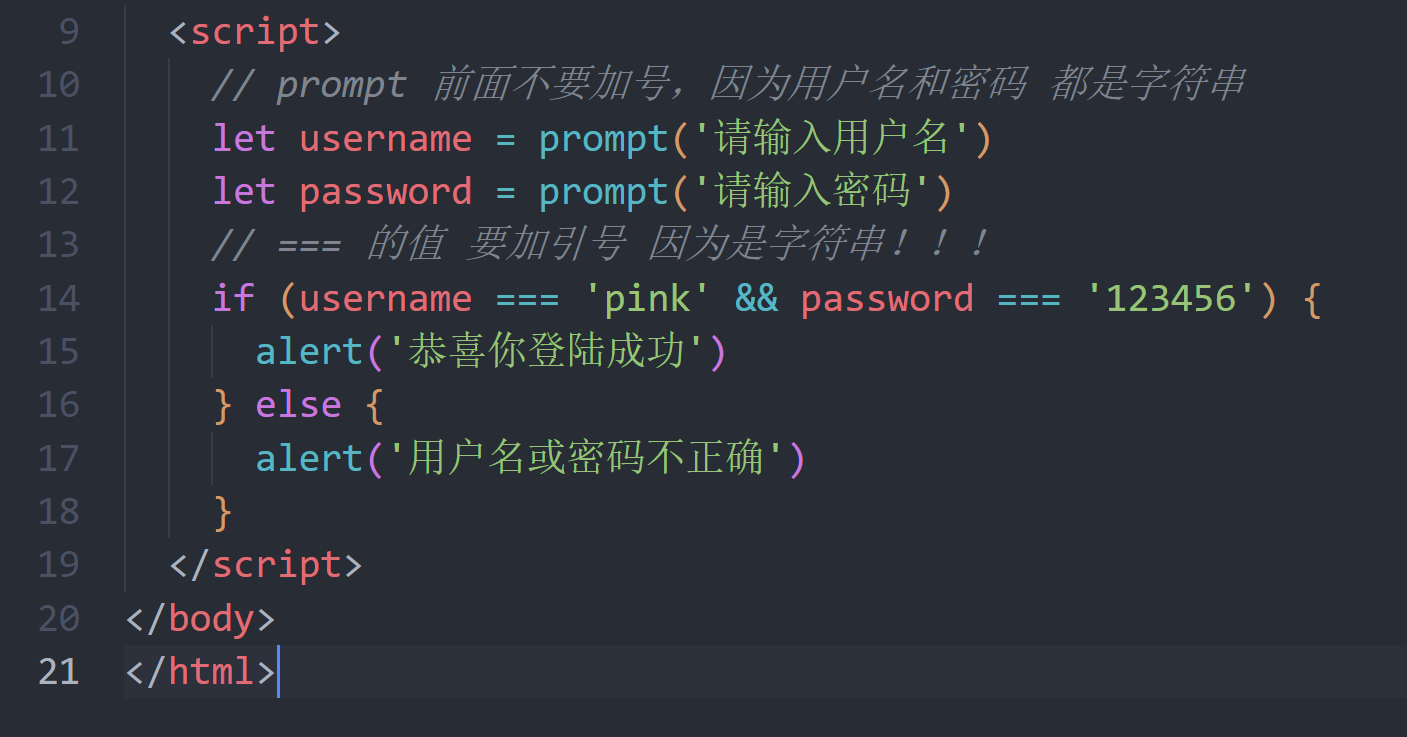 9 <script>
10 // prompt 前面不要加号，因为用户名和密码 都是字符串
11 let username = prompt('请输入用户名')
12 let password = prompt('请输入密码')
13 // === 的值 要加引号 因为是字符串！！！
14 if (username === 'pink' && password === '123456') {
15 alert('恭喜你登陆成功')
16 } else {
17 alert('用户名或密码不正确')
18 }
19 </script>
20 </body>
21 </html>